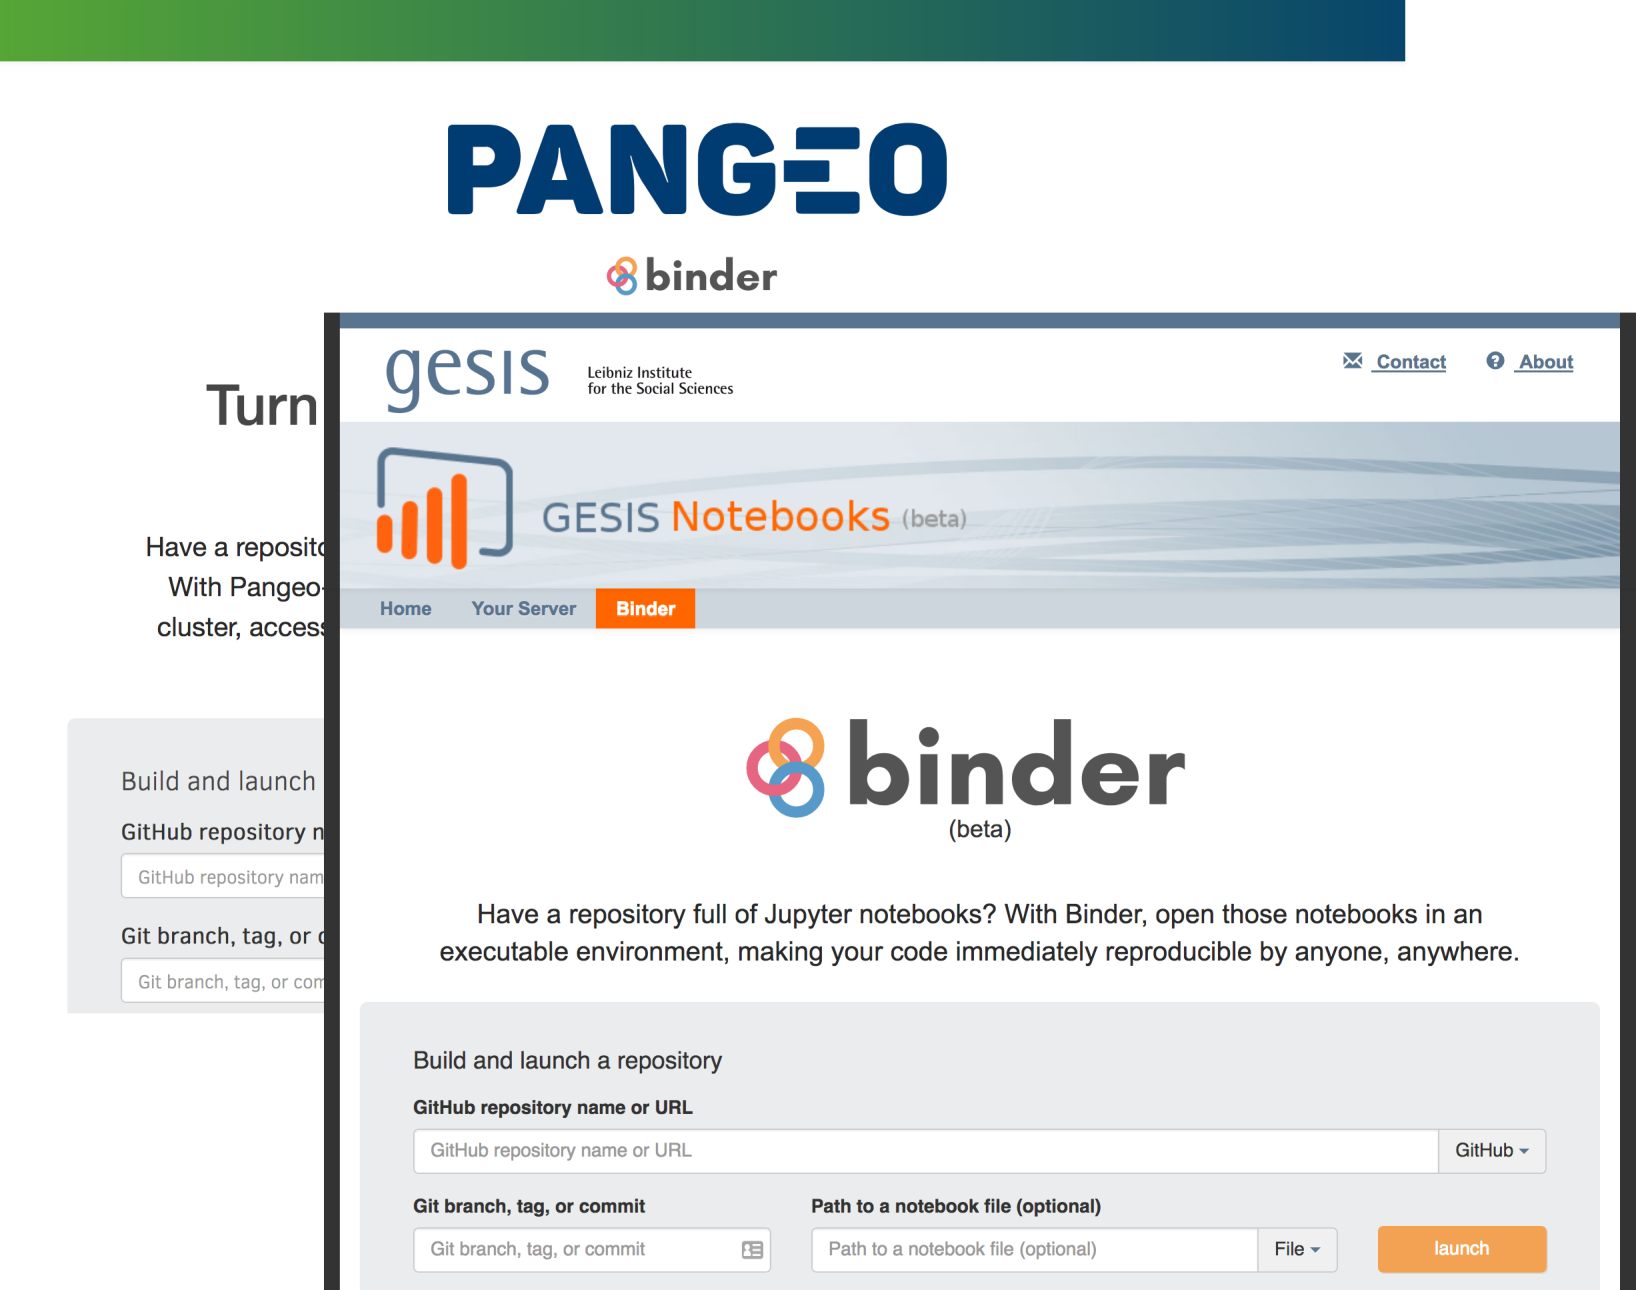 PANGEO
binder
Turn
Have a reposito
With Pangeo-
cluster, access
Build and launch
GitHub repository n
GitHub repository nam
Git branch, tag, or c
Git branch, tag, or com
gesis
Leibniz Institute
for the Social Sciences
Contact
About
GESIS Notebooks (beta)
Home
Your Server
Binder
binder
(beta)
Have a repository full of Jupyter notebooks? With Binder, open those notebooks in an
executable environment, making your code immediately reproducible by anyone, anywhere.
Build and launch a repository
GitHub repository name or URL
GitHub repository name or URL
GitHub
Git branch, tag, or commit
Path to a notebook file (optional)
Git branch, tag, or commit
Path to a notebook file (optional)
File
launch